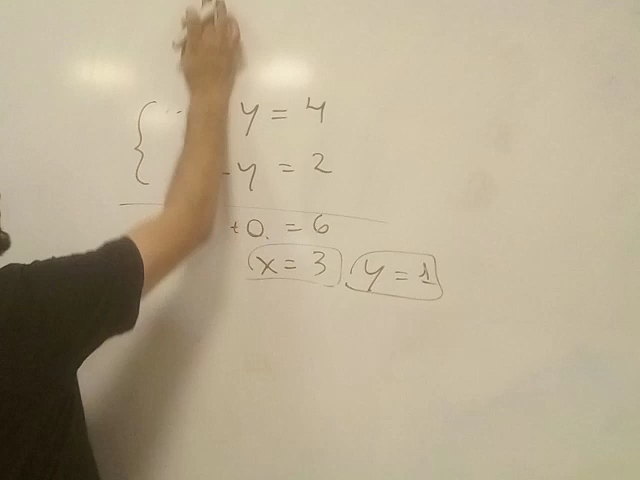 y = 4
-y = 2
+0. = 6
x = 3 y = 1